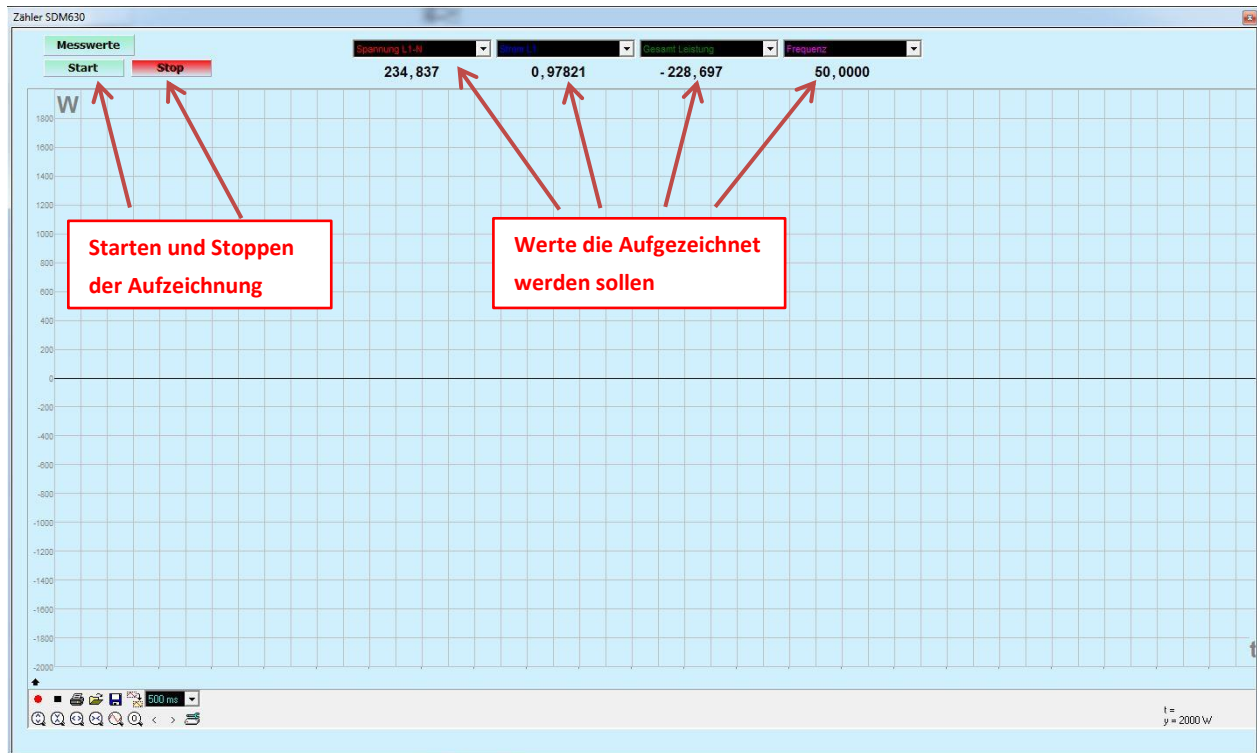 Zähler SDM630
Messwerte
Start Stop
Spannung L1-N Strom L1 Gesamt Leistung Frequenz
234,837 0,97821 -228,697 50,0000
W
1800
1600
1400
1200
1000
800
600
400
200
0
-200
-400
-600
-800
-1000
-1200
-1400
-1600
-1800
-2000
Starten und Stoppen
der Aufzeichnung
Werte die Aufgezeichnet
werden sollen
t
500 ms
t =
y = 2000 W